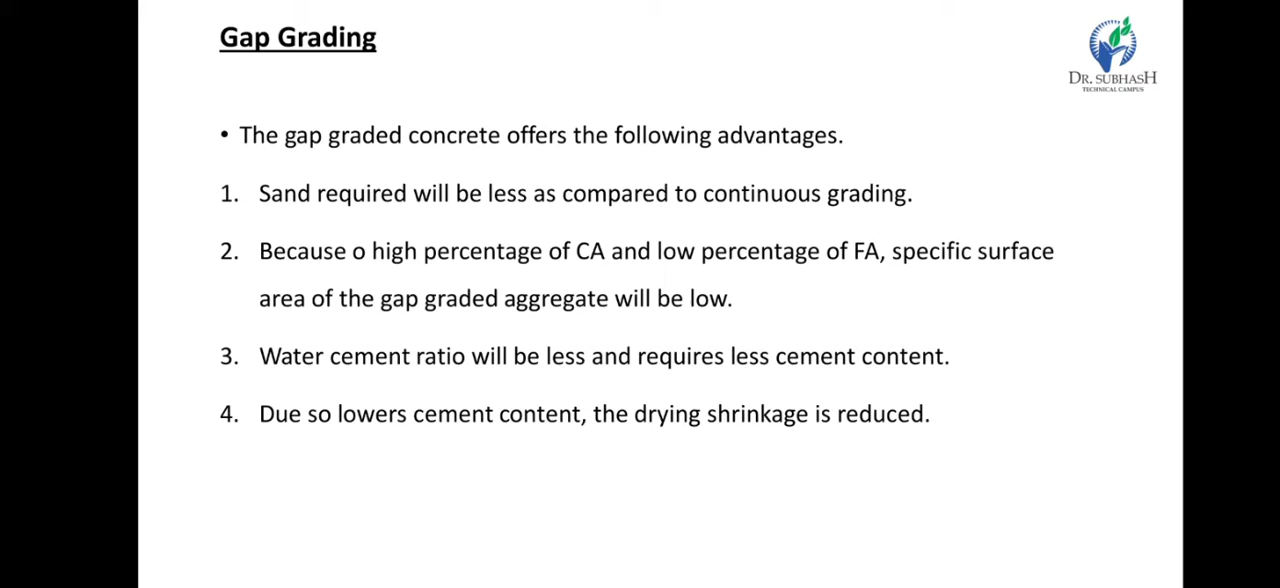 Gap Grading
DR. SUBHASH
TECHNICAL CAMPUS
• The gap graded concrete offers the following advantages.
1. Sand required will be less as compared to continuous grading.
2. Because o high percentage of CA and low percentage of FA, specific surface
area of the gap graded aggregate will be low.
3. Water cement ratio will be less and requires less cement content.
4. Due so lowers cement content, the drying shrinkage is reduced.